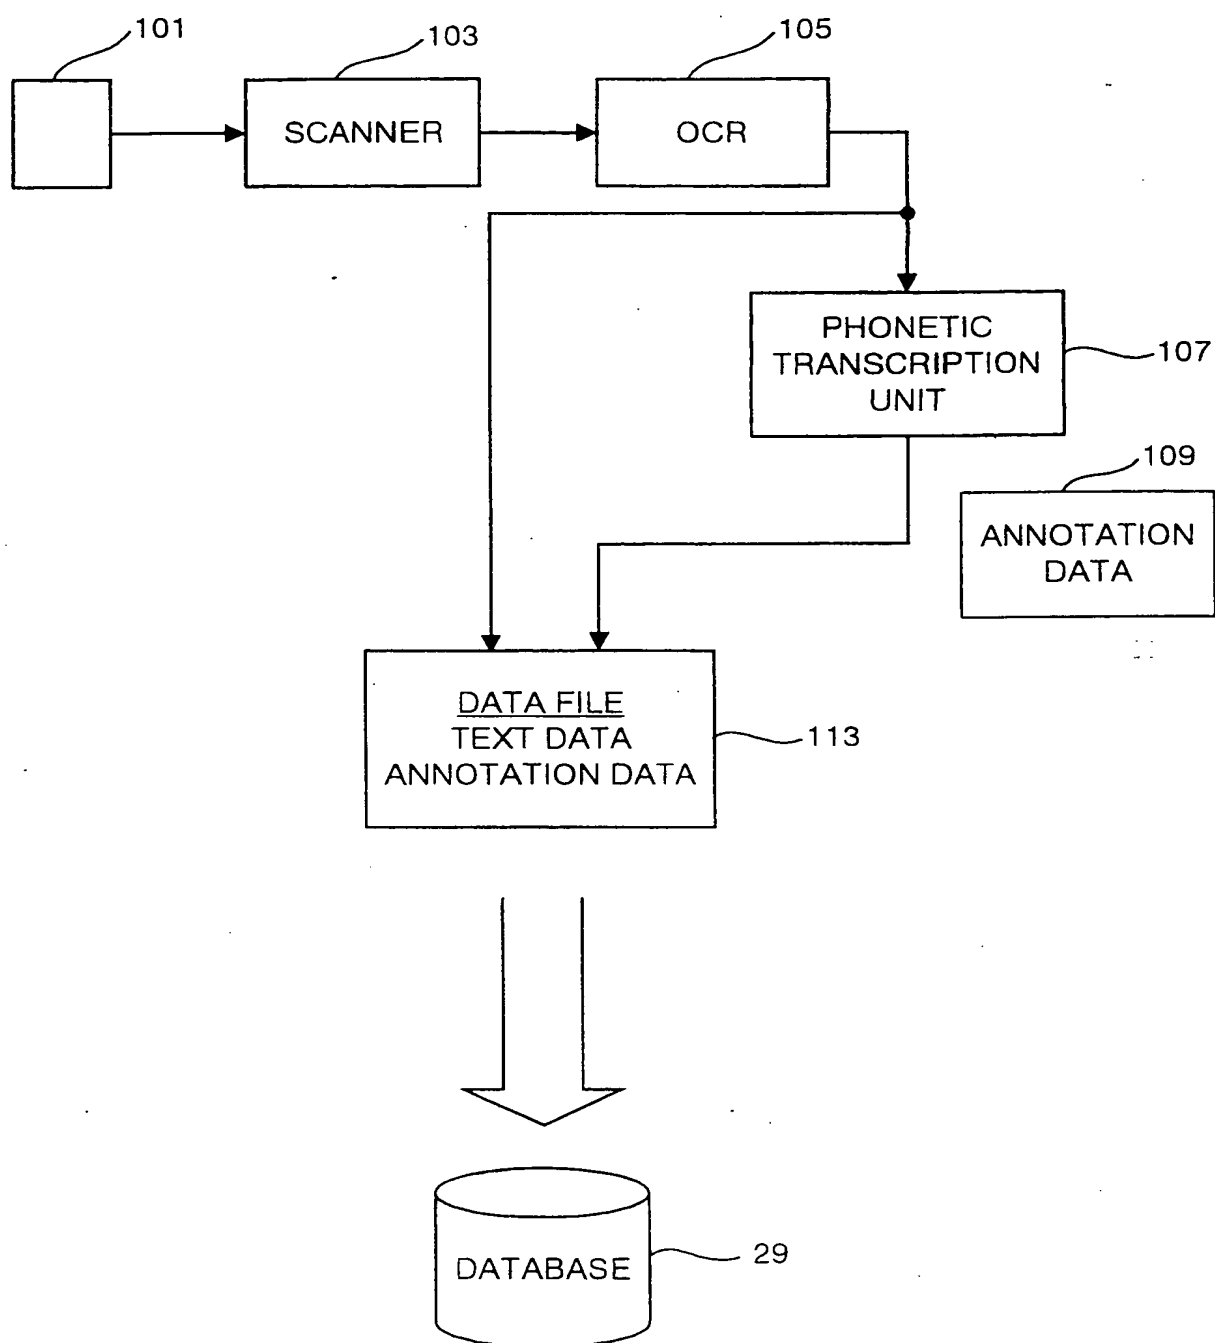 101
103
105
SCANNER
OCR
PHONETIC
TRANSCRIPTION
UNIT
107
109
ANNOTATION
DATA
DATA FILE
TEXT DATA
ANNOTATION DATA
113
DATABASE
29